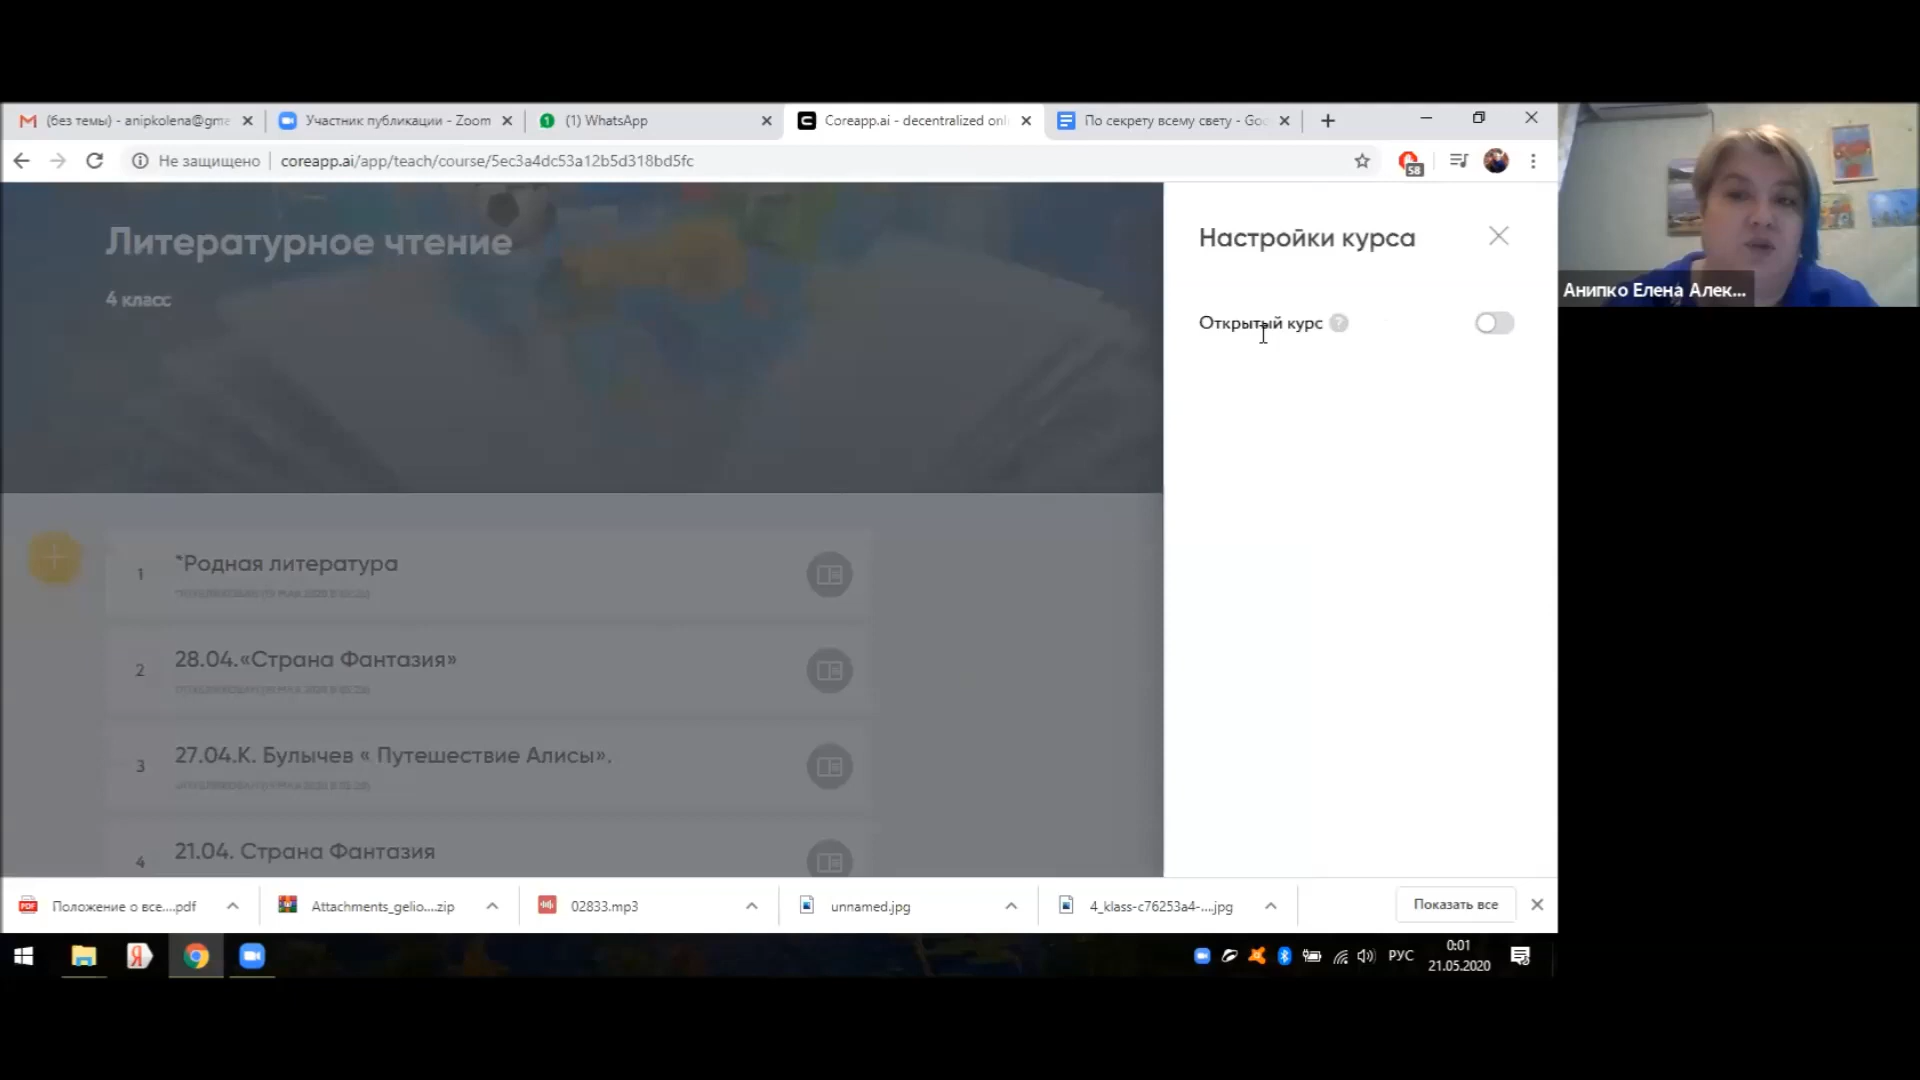 (без темы) - anipkolena@gma
Участник публикации - Zoom
(1) WhatsApp
Coreapp.ai - decentralized onl
По секрету всему свету - Goo
Не защищено
coreapp.ai/app/teach/course/5ec3a4dc53a12b5d318bd5fc
58
Литературное чтение
4 класс
Настройки курса
Открытый курс ?
Анипко Елена Алек...
1
*Родная литература
2
28.04.«Страна Фантазия»
3
27.04.К. Булычев « Путешествие Алисы».
4
21.04. Страна Фантазия
Положение о все....pdf
Attachments_gelio....zip
02833.mp3
unnamed.jpg
4_klass-c76253a4-....jpg
Показать все
РУС
0:01
21.05.2020